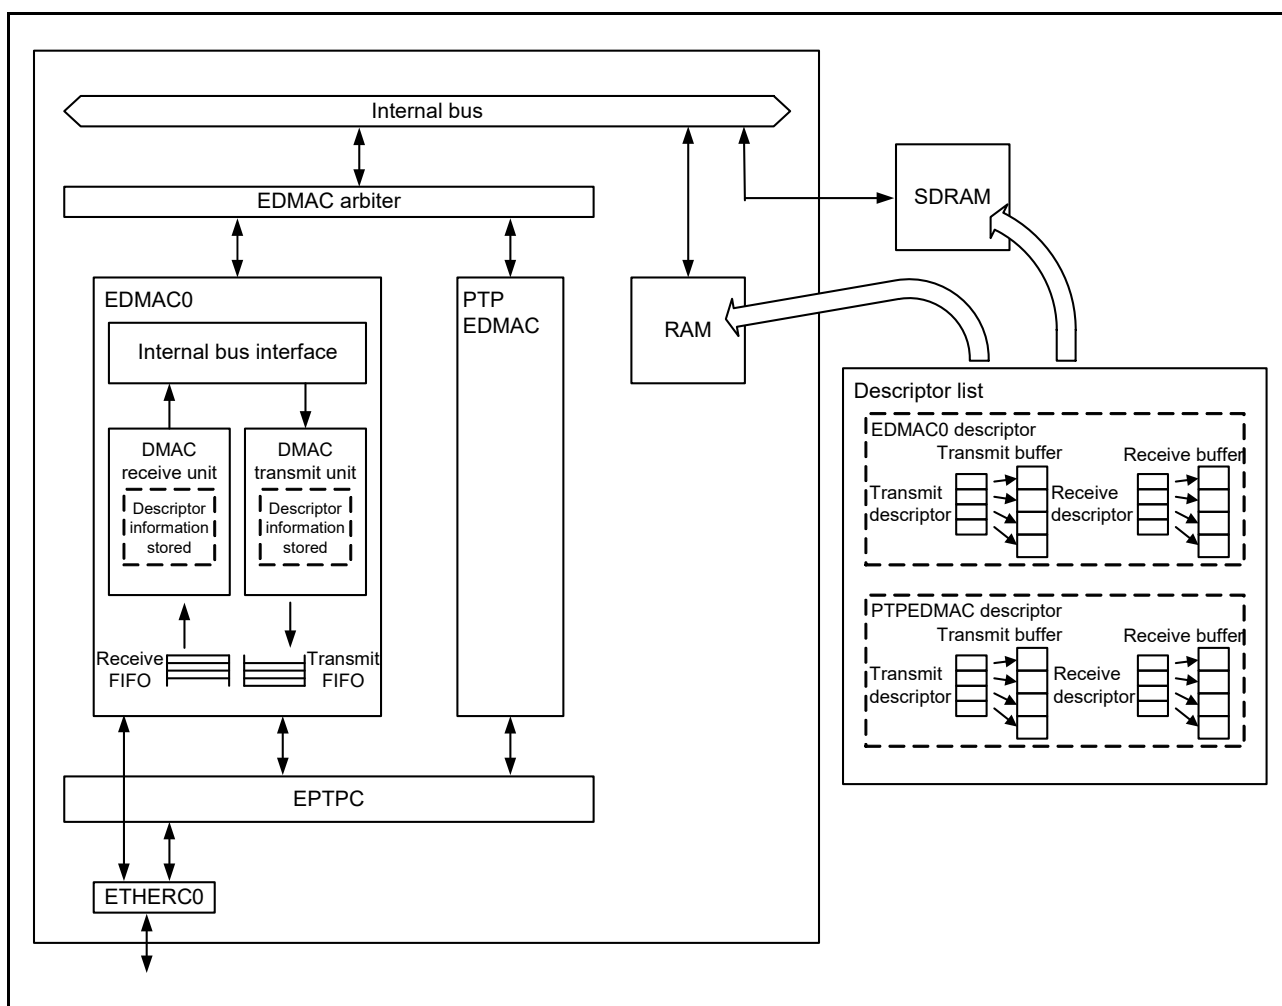 Internal bus
EDMAC arbiter
SDRAM
EDMAC0
Internal bus interface
DMAC
receive unit
Descriptor
information
stored
DMAC
transmit unit
Descriptor
information
stored
Receive
FIFO
Transmit
FIFO
PTP
EDMAC
RAM
EPTPC
ETHERC0
Descriptor list
EDMAC0 descriptor
Transmit buffer
Receive buffer
Transmit
descriptor
Receive
descriptor
PTPEDMAC descriptor
Transmit buffer
Receive buffer
Transmit
descriptor
Receive
descriptor